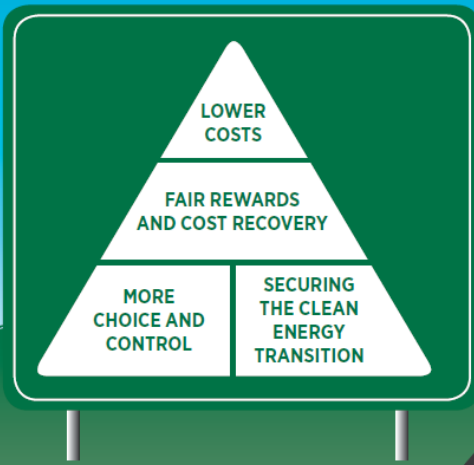 LOWER
COSTS
FAIR REWARDS
AND COST RECOVERY
MORE
CHOICE AND
CONTROL
SECURING
THE CLEAN
ENERGY
TRANSITION